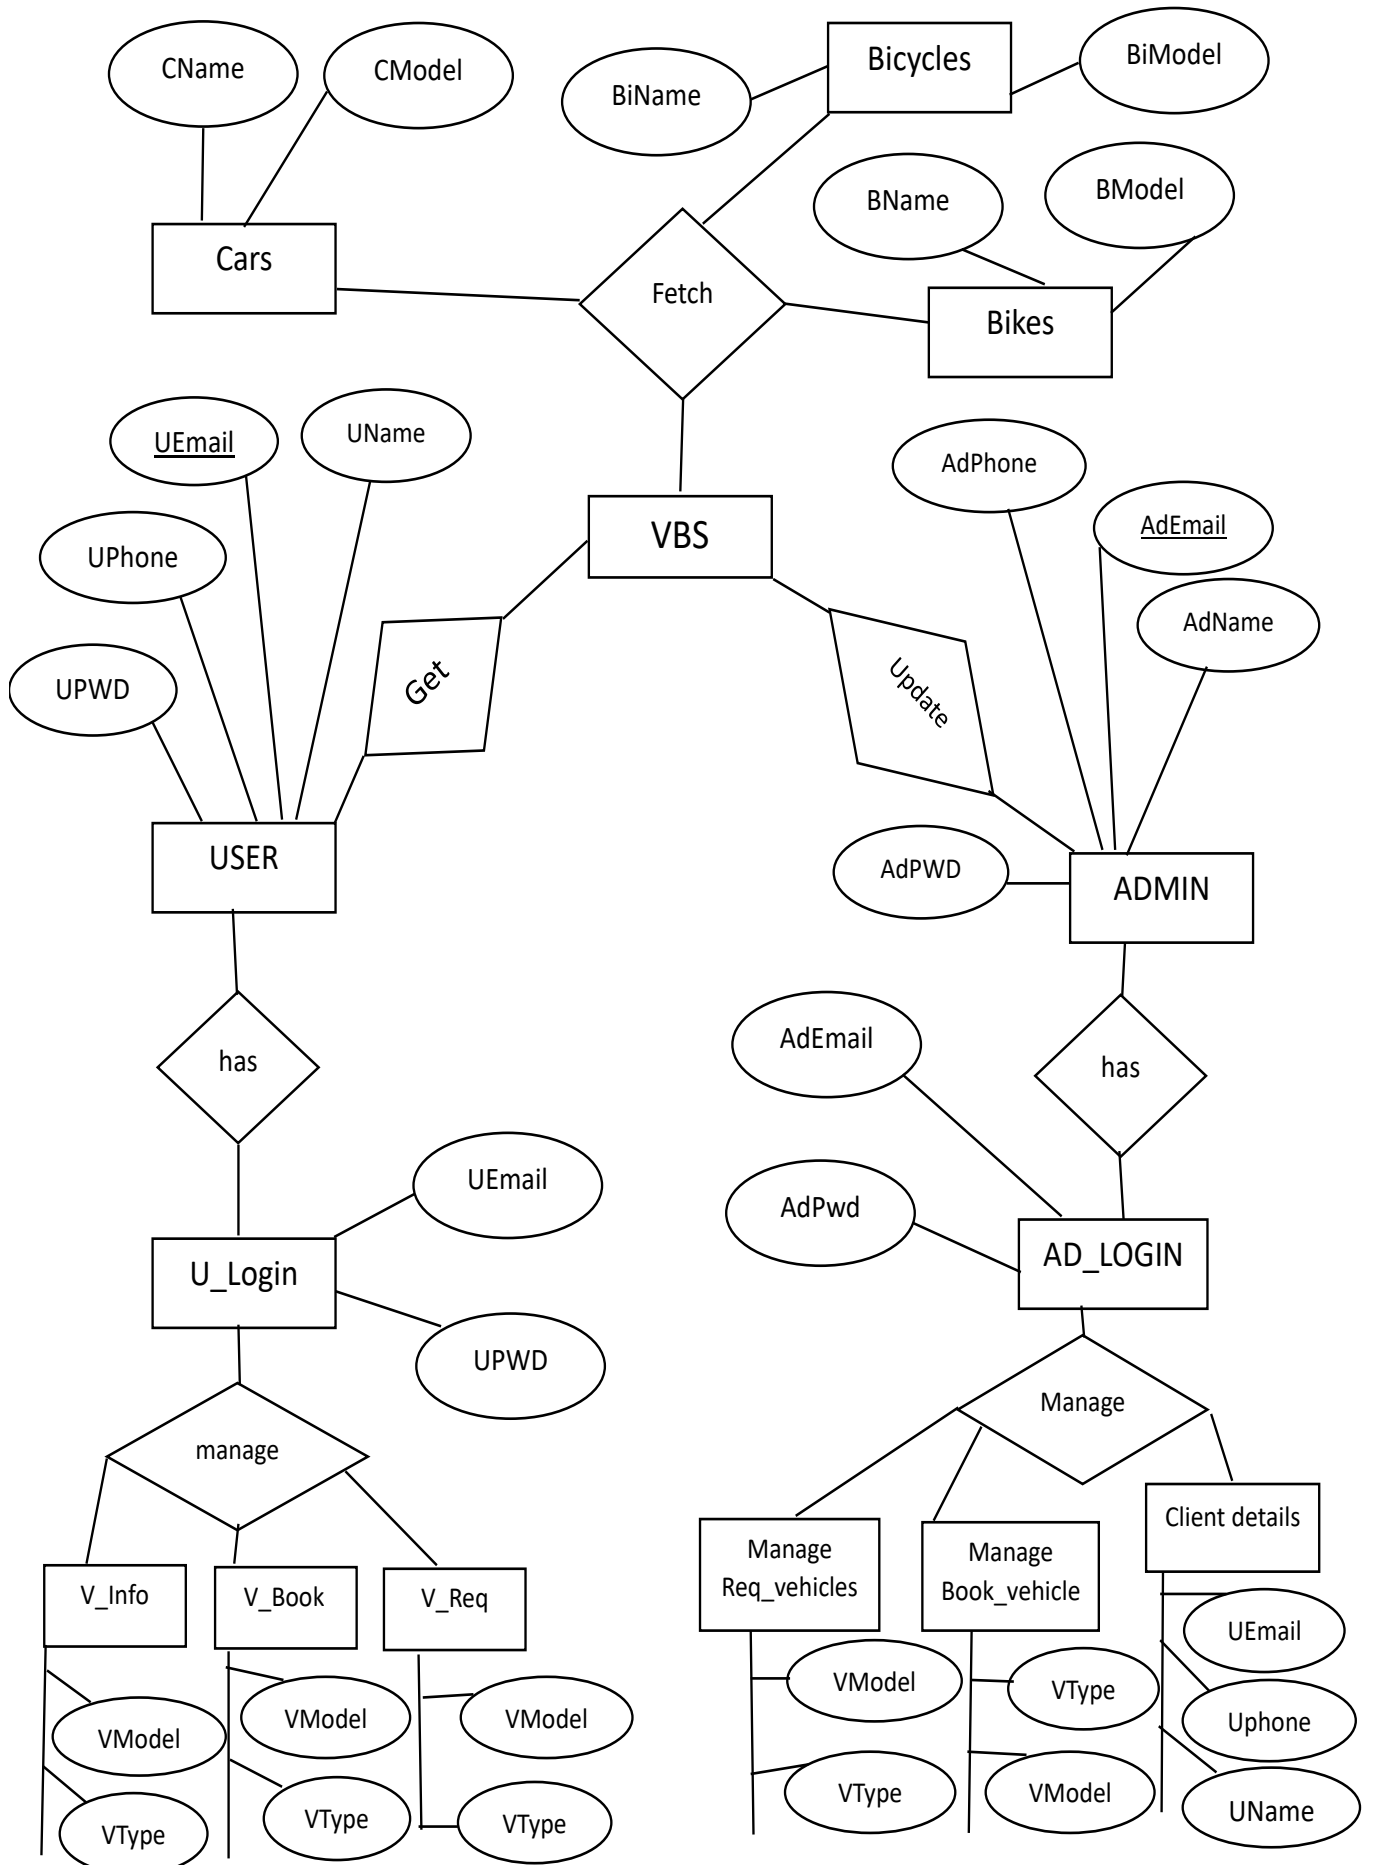 CName
CModel
BiName
Bicycles
BiModel
BName
BModel
Cars
Fetch
Bikes
UEmail
UName
AdPhone
AdEmail
UPhone
VBS
AdName
UPWD
Get
Update
USER
AdPWD
ADMIN
has
AdEmail
has
UEmail
AdPwd
U_Login
AD_LOGIN
UPWD
manage
Manage
V_Info
V_Book
V_Req
Manage
Req_vehicles
Manage
Book_vehicle
Client details
VModel
VType
VModel
VType
VModel
VType
VModel
VType
VType
VModel
UEmail
Uphone
UName